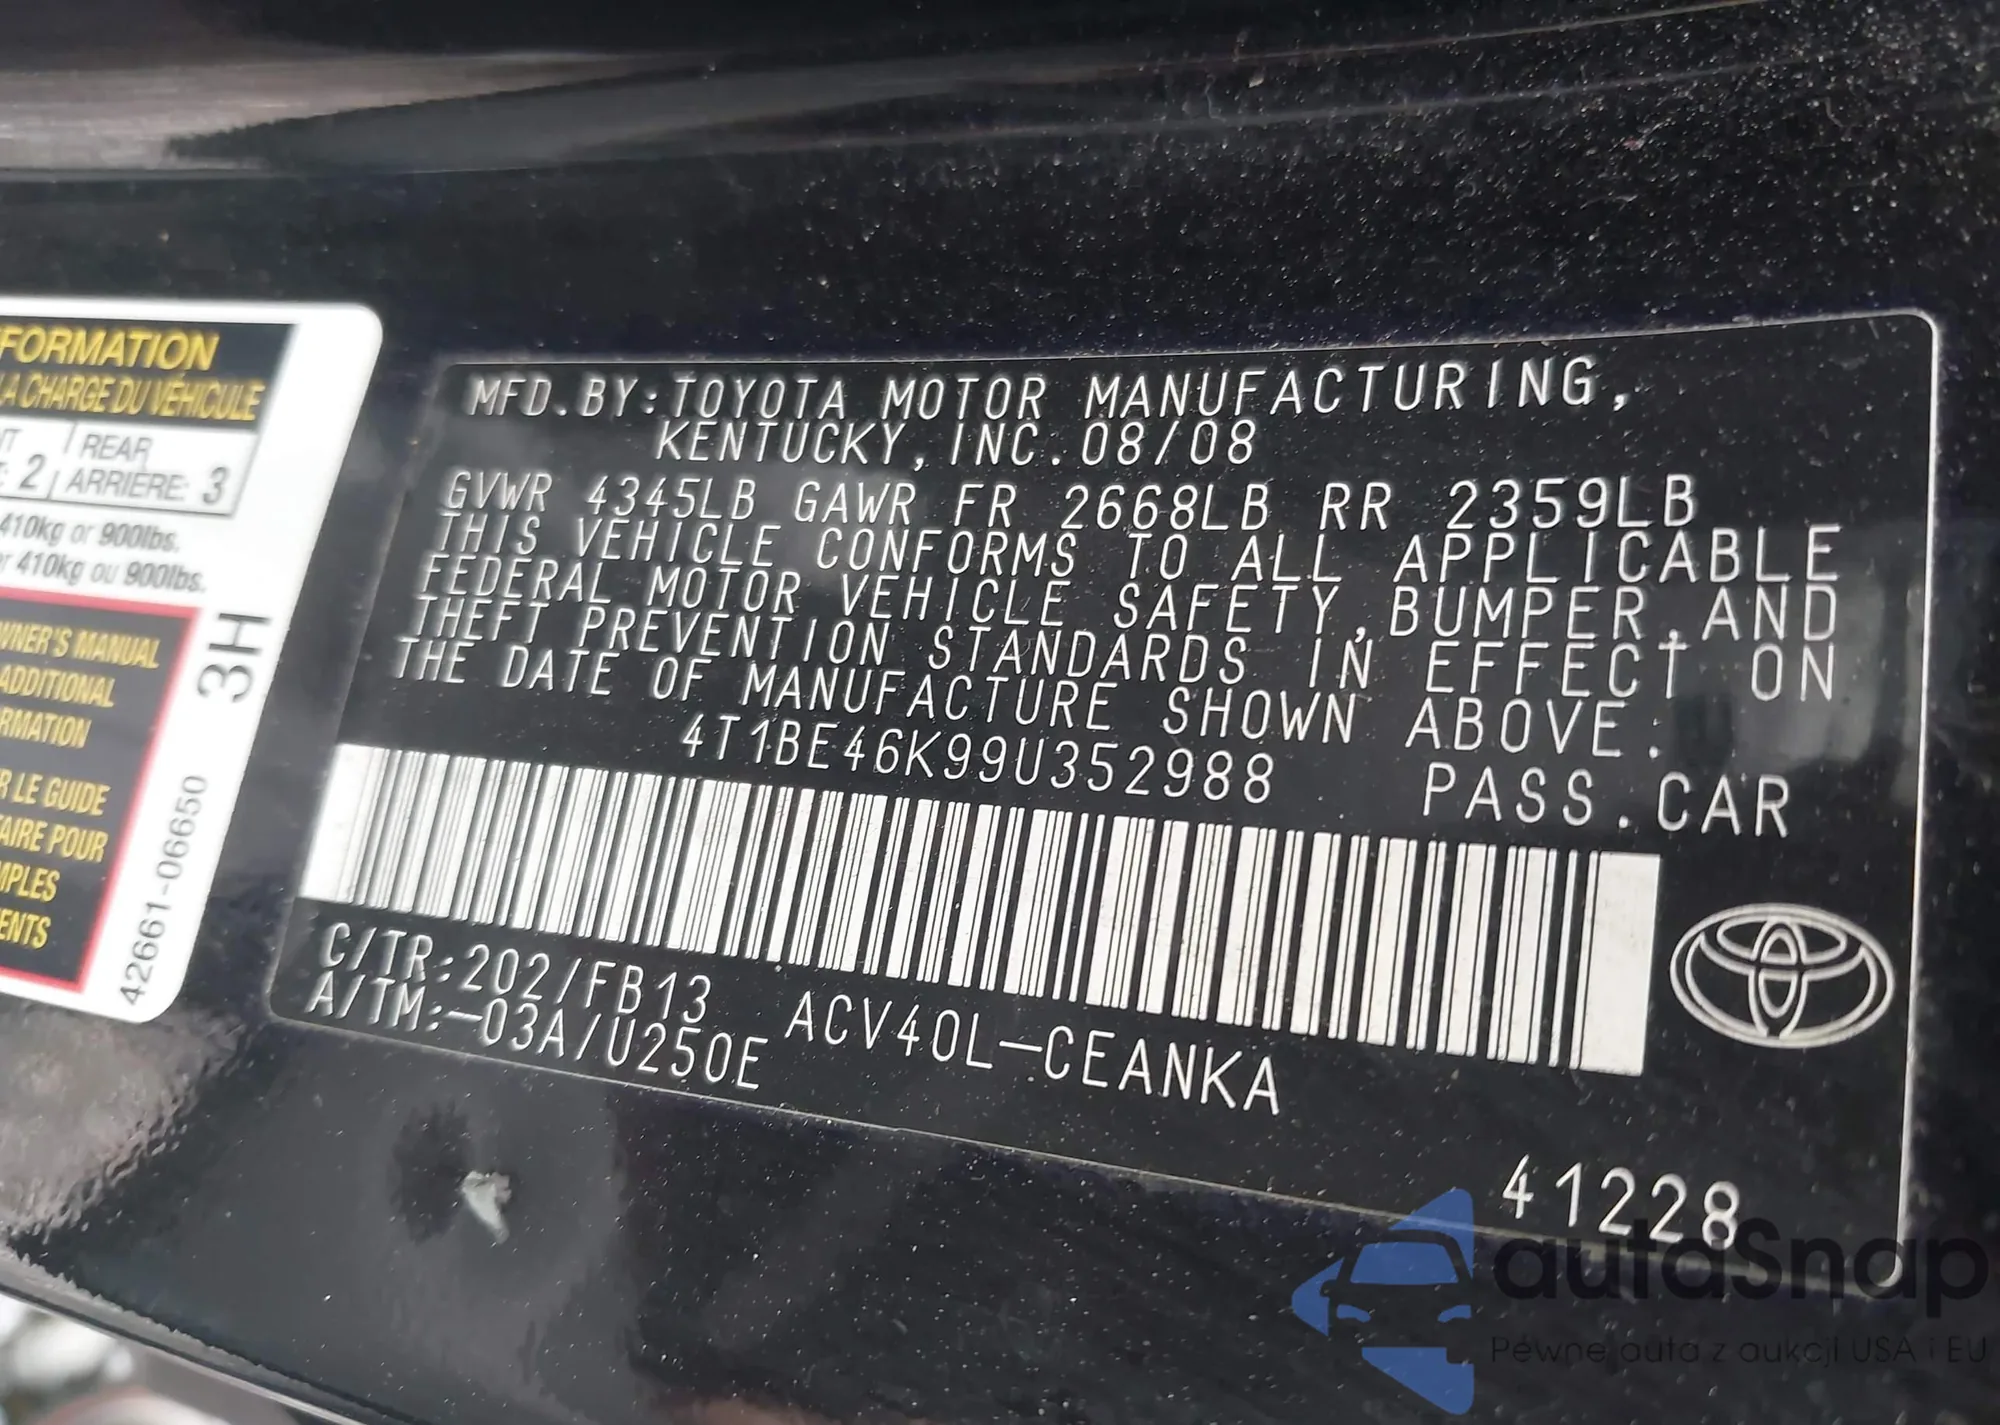 FORMATION
LA CHARGE DU VÉHICULE
REAR
2 ARRIÈRE: 3
410kg or 900lbs.
410kg ou 900lbs.
OWNER'S MANUAL
ADDITIONAL
RMATION
LE GUIDE
AIRE POUR
MPLES
ENTS
3H
42661-06650
MFD.BY:TOYOTA MOTOR MANUFACTURING,
KENTUCKY,INC.08/08
GVWR 4345LB GAWR FR 2668LB RR 2359LB
THIS VEHICLE CONFORMS TO ALL APPLICABLE
FEDERAL MOTOR VEHICLE SAFETY,BUMPER,AND
THEFT PREVENTION STANDARDS IN EFFECT ON
THE DATE OF MANUFACTURE SHOWN ABOVE.
4T1BE46K99U352988
PASS.CAR
C/TR:202/FB13 ACV40L-CEANKA
A/TM:-03A/U250E
41228
autoSnap
Pewne auta z aukcji USA i EU